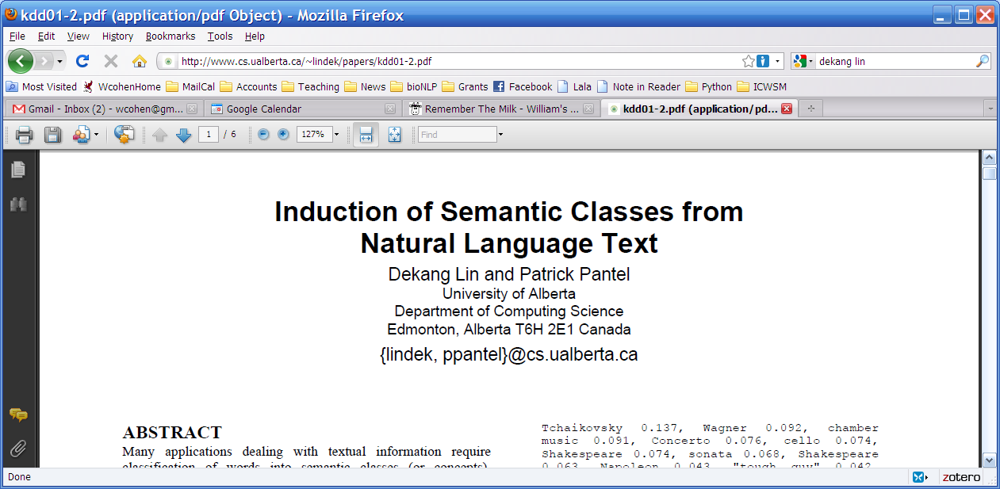 kdd01-2.pdf (application/pdf Object) - Mozilla Firefox
File Edit View History Bookmarks Tools Help
http://www.cs.ualberta.ca/~lindek/papers/kdd01-2.pdf dekang lin
Most Visited WcohenHome MailCal Accounts Teaching News bioNLP Grants Facebook Lala Note in Reader Python ICWSM
Gmail - Inbox (2) - wcohen@gm... Google Calendar Remember The Milk - William's ... kdd01-2.pdf (application/pd...
1 / 6 127% Find
Induction of Semantic Classes from
Natural Language Text
Dekang Lin and Patrick Pantel
University of Alberta
Department of Computing Science
Edmonton, Alberta T6H 2E1 Canada
{lindek, ppantel}@cs.ualberta.ca
ABSTRACT
Many applications dealing with textual information require
classification of words into semantic classes (or concepts).
Tchaikovsky 0.137, Wagner 0.092, chamber
music 0.091, Concerto 0.076, cello 0.074,
Shakespeare 0.074, sonata 0.068, Shakespeare
0.063, Napoleon 0.043, "tough guy" 0.042,
Done zotero